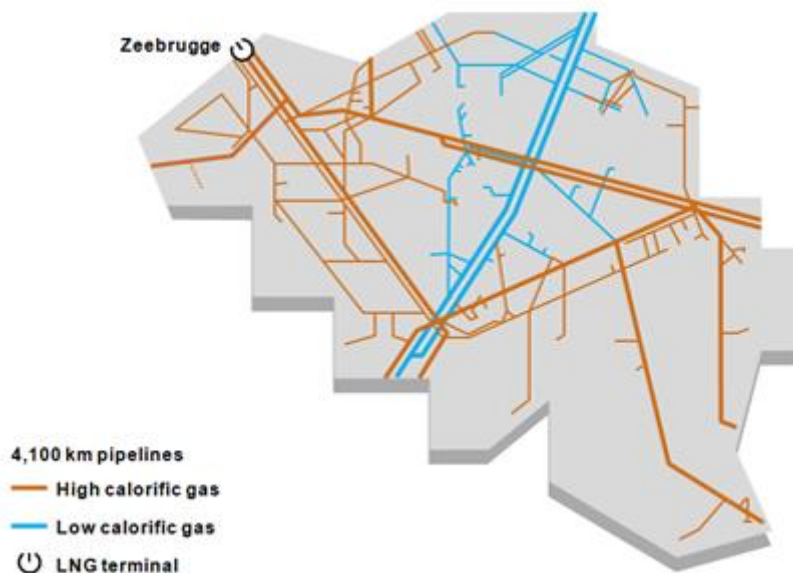 Zeebrugge
4,100 km pipelines
High calorific gas
Low calorific gas
LNG terminal